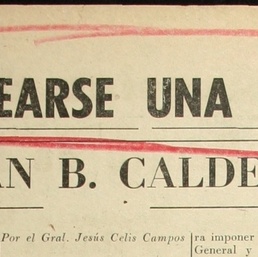 EARSE UNA
AN B. CALDE
Por el Gral. Jesús Celis Campos
ra imponer
General y